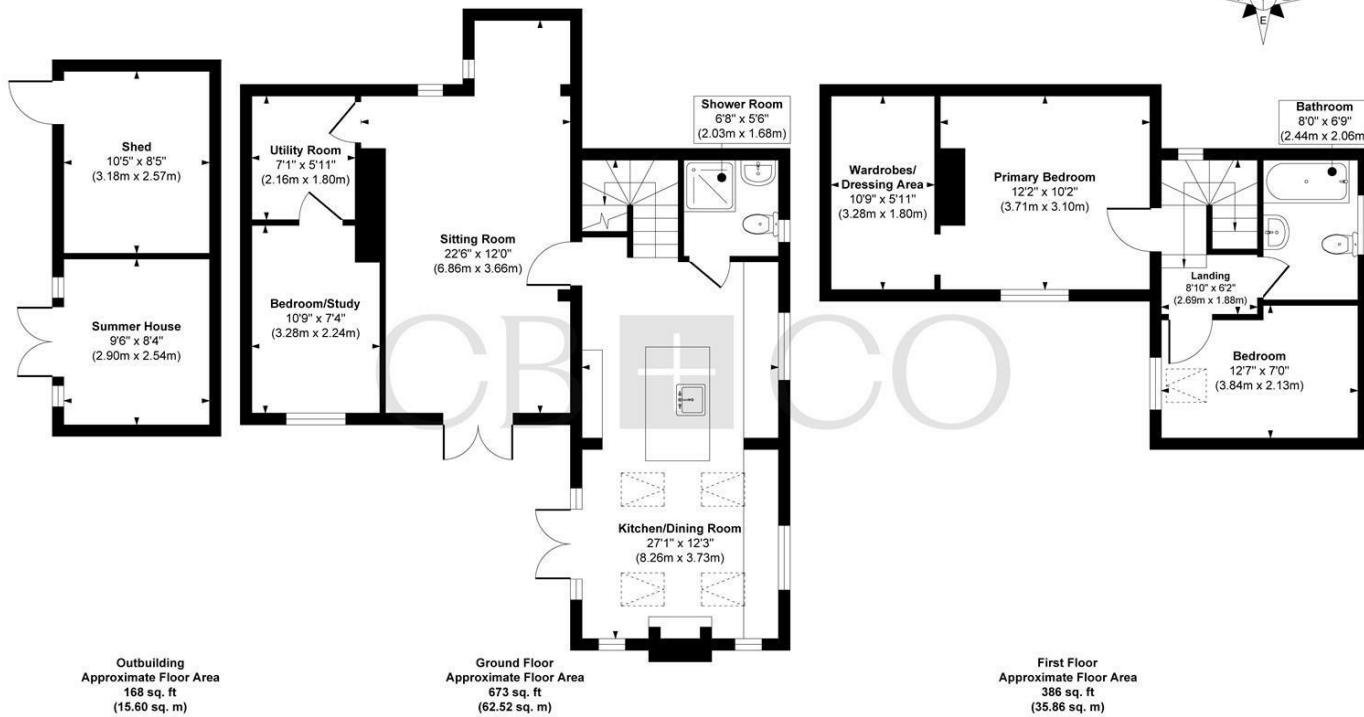 E
Shed
10'5" x 8'5"
(3.18m x 2.57m)
Summer House
9'6" x 8'4"
(2.90m x 2.54m)
Utility Room
7'1" x 5'11"
(2.16m x 1.80m)
Bedroom/Study
10'9" x 7'4"
(3.28m x 2.24m)
Sitting Room
22'6" x 12'0"
(6.86m x 3.66m)
Shower Room
6'8" x 5'6"
(2.03m x 1.68m)
Kitchen/Dining Room
27'1" x 12'3"
(8.26m x 3.73m)
Wardrobes/
Dressing Area
10'9" x 5'11"
(3.28m x 1.80m)
Primary Bedroom
12'2" x 10'2"
(3.71m x 3.10m)
Bathroom
8'0" x 6'9"
(2.44m x 2.06m)
Landing
8'10" x 6'2"
(2.69m x 1.88m)
Bedroom
12'7" x 7'0"
(3.84m x 2.13m)
CB+CO
Outbuilding
Approximate Floor Area
168 sq. ft
(15.60 sq. m)
Ground Floor
Approximate Floor Area
673 sq. ft
(62.52 sq. m)
First Floor
Approximate Floor Area
386 sq. ft
(35.86 sq. m)